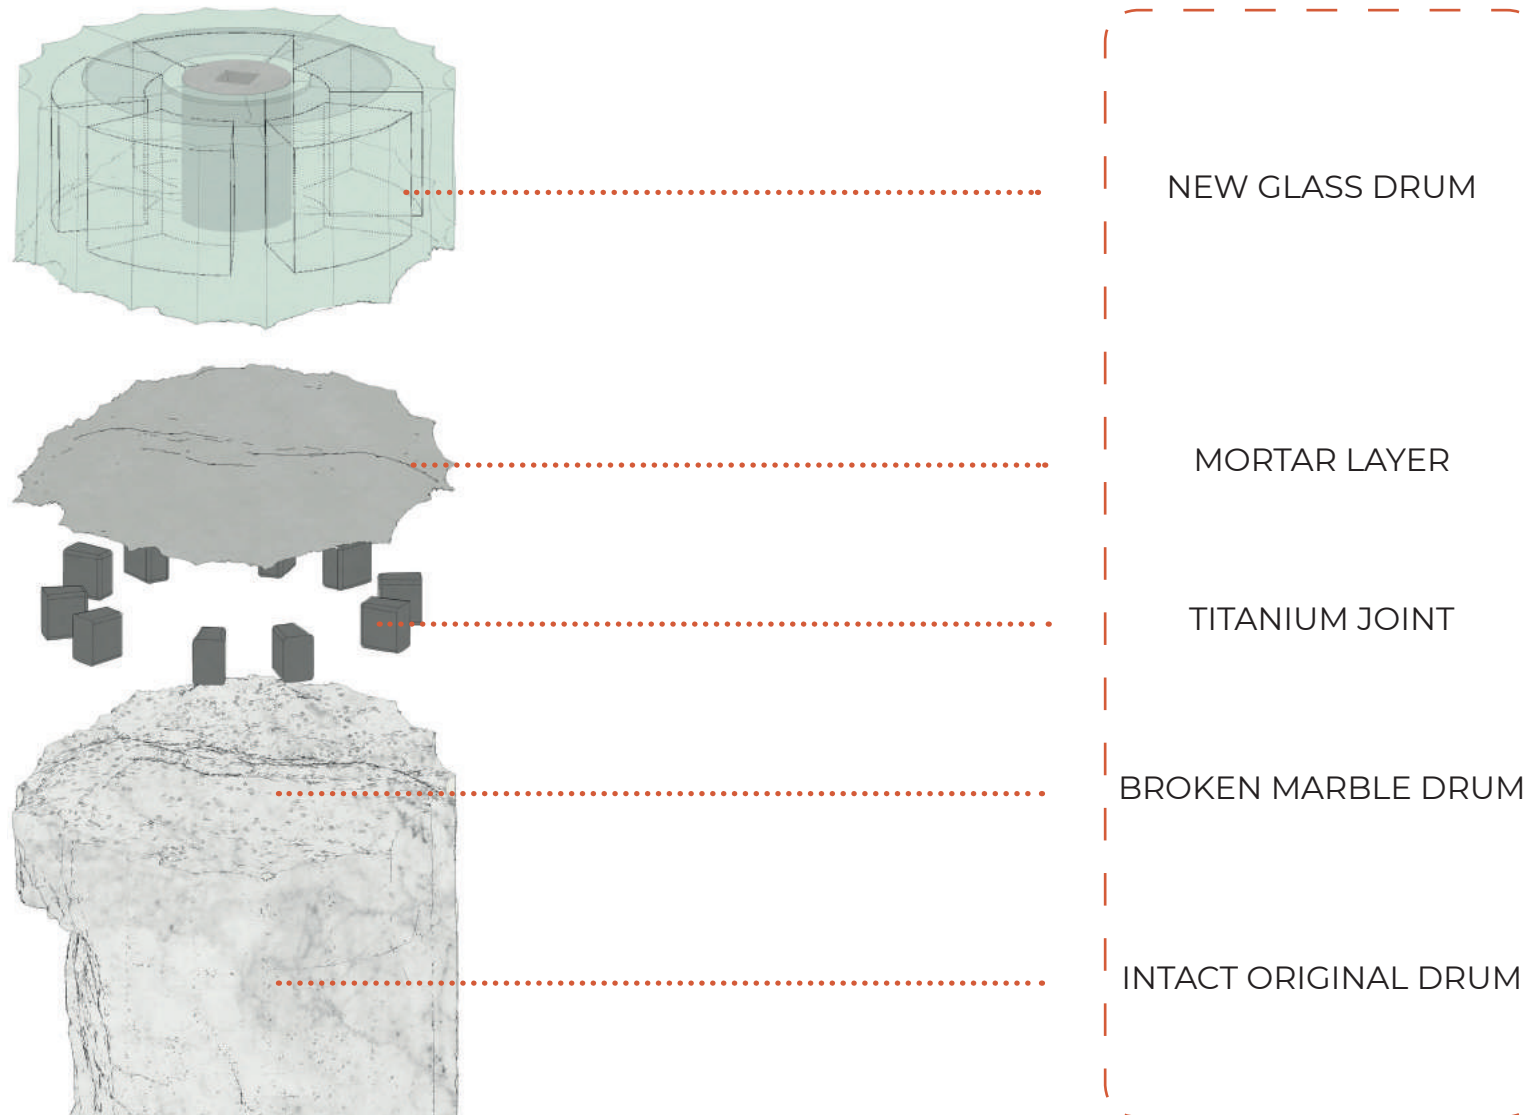 NEW GLASS DRUM
MORTAR LAYER
TITANIUM JOINT
BROKEN MARBLE DRUM
INTACT ORIGINAL DRUM